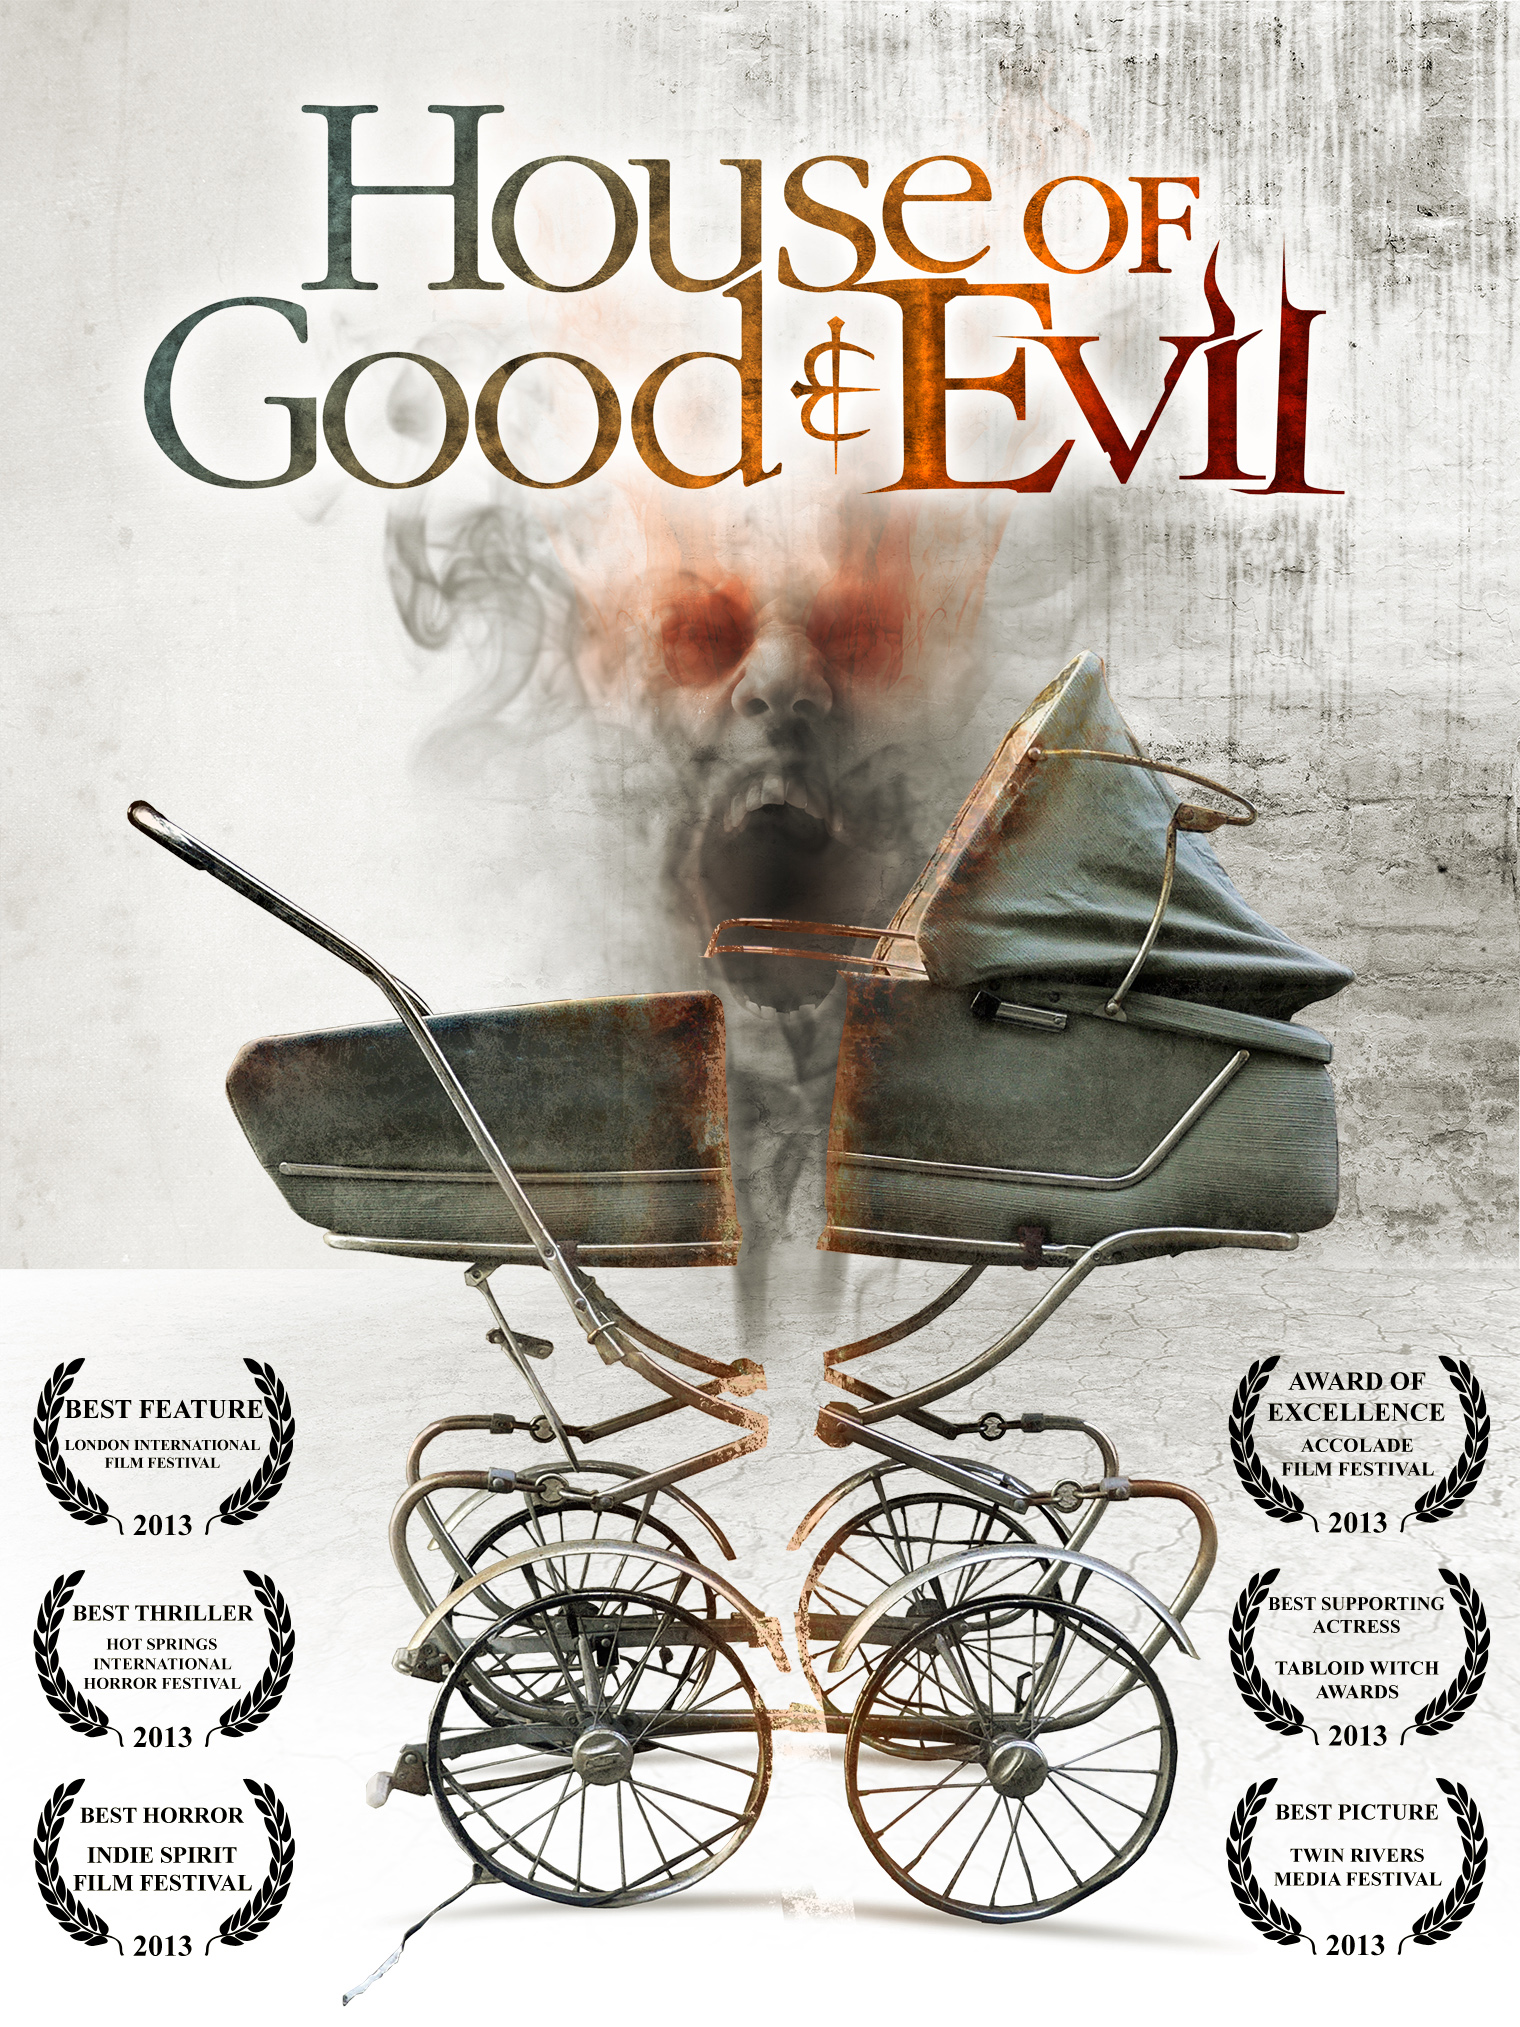 House of
Good & Evil
BEST FEATURE
LONDON INTERNATIONAL
FILM FESTIVAL
2013
BEST THRILLER
HOT SPRINGS
INTERNATIONAL
HORROR FESTIVAL
2013
BEST HORROR
INDIE SPIRIT
FILM FESTIVAL
2013
AWARD OF
EXCELLENCE
ACCOLADE
FILM FESTIVAL
2013
BEST SUPPORTING
ACTRESS
TABLOID WITCH
AWARDS
2013
BEST PICTURE
TWIN RIVERS
MEDIA FESTIVAL
2013